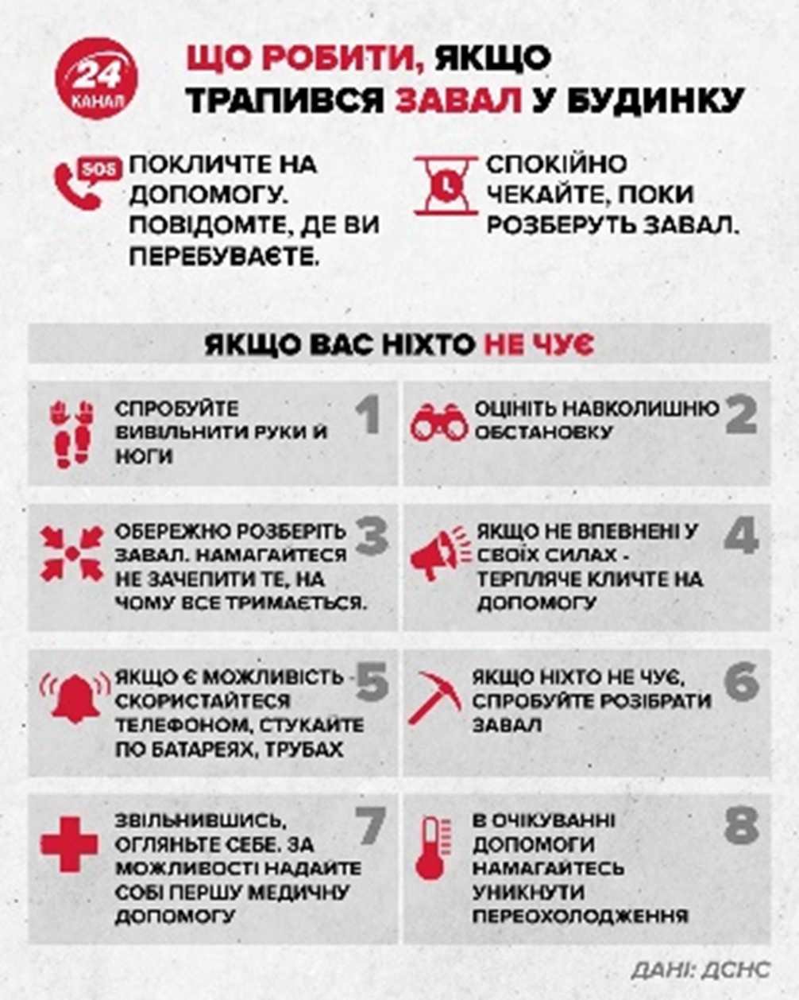 24
КАНАЛ
ЩО РОБИТИ, ЯКЩО
ТРАПИВСЯ ЗАВАЛ У БУДИНКУ
SOS
ПОКЛИЧТЕ НА
ДОПОМОГУ.
ПОВІДОМТЕ, ДЕ ВИ
ПЕРЕБУВАЄТЕ.
СПОКІЙНО
ЧЕКАЙТЕ, ПОКИ
РОЗБЕРУТЬ ЗАВАЛ.
ЯКЩО ВАС НІХТО НЕ ЧУЄ
СПРОБУЙТЕ
ВИВІЛЬНИТИ РУКИ Й
НОГИ
1
ОЦІНІТЬ НАВКОЛИШНЮ
ОБСТАНОВКУ
2
ОБЕРЕЖНО РОЗБЕРІТЬ
ЗАВАЛ. НАМАГАЙТЕСЯ
НЕ ЗАЧЕПИТИ ТЕ, НА
ЧОМУ ВСЕ ТРИМАЄТЬСЯ.
3
ЯКЩО НЕ ВПЕВНЕНІ У
СВОЇХ СИЛАХ -
ТЕРПЛЯЧЕ КЛИЧТЕ НА
ДОПОМОГУ
4
ЯКЩО Є МОЖЛИВІСТЬ -
СКОРИСТАЙТЕСЯ
ТЕЛЕФОНОМ, СТУКАЙТЕ
ПО БАТАРЕЯХ, ТРУБАХ
5
ЯКЩО НІХТО НЕ ЧУЄ,
СПРОБУЙТЕ РОЗІБРАТИ
ЗАВАЛ
6
ЗВІЛЬНИВШИСЬ,
ОГЛЯНЬТЕ СЕБЕ. ЗА
МОЖЛИВОСТІ НАДАЙТЕ
СОБІ ПЕРШУ МЕДИЧНУ
ДОПОМОГУ
7
В ОЧІКУВАННІ
ДОПОМОГИ
НАМАГАЙТЕСЬ
УНИКНУТИ
ПЕРЕОХОЛОДЖЕННЯ
8
ДАНІ: ДСНС